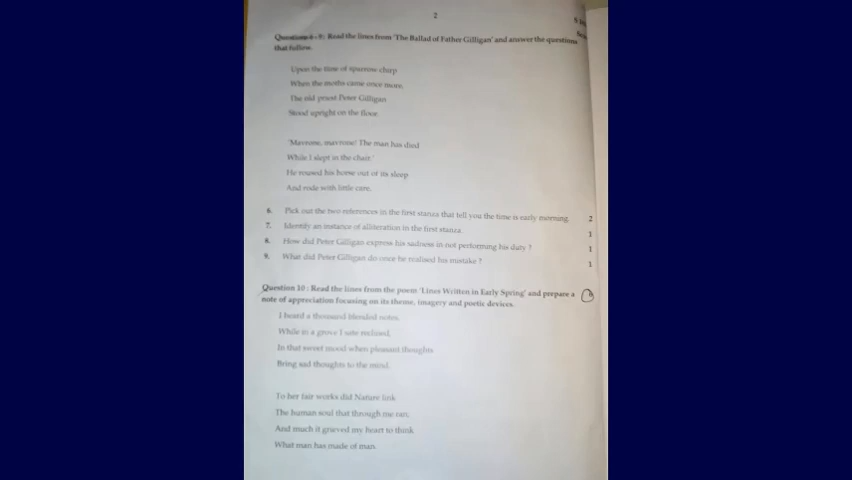 2
Questions 6 - 9: Read the lines from 'The Ballad of Father Gilligan' and answer the questions
that follow.
Upon the time of sparrow chirp
When the moths came once more,
The old priest Peter Gilligan
Stood upright on the floor.
'Mavrone, mavrone! The man has died
While I slept in the chair.'
He roused his horse out of its sleep
And rode with little care.
6. Pick out the two references in the first stanza that tell you the time is early morning. 2
7. Identify an instance of alliteration in the first stanza. 1
8. How did Peter Gilligan express his sadness in not performing his duty ? 1
9. What did Peter Gilligan do once he realised his mistake ? 1
Question 10 : Read the lines from the poem 'Lines Written in Early Spring' and prepare a
note of appreciation focusing on its theme, imagery and poetic devices.
I heard a thousand blended notes,
While in a grove I sate reclined,
In that sweet mood when pleasant thoughts
Bring sad thoughts to the mind.
To her fair works did Nature link
The human soul that through me ran,
And much it grieved my heart to think
What man has made of man.